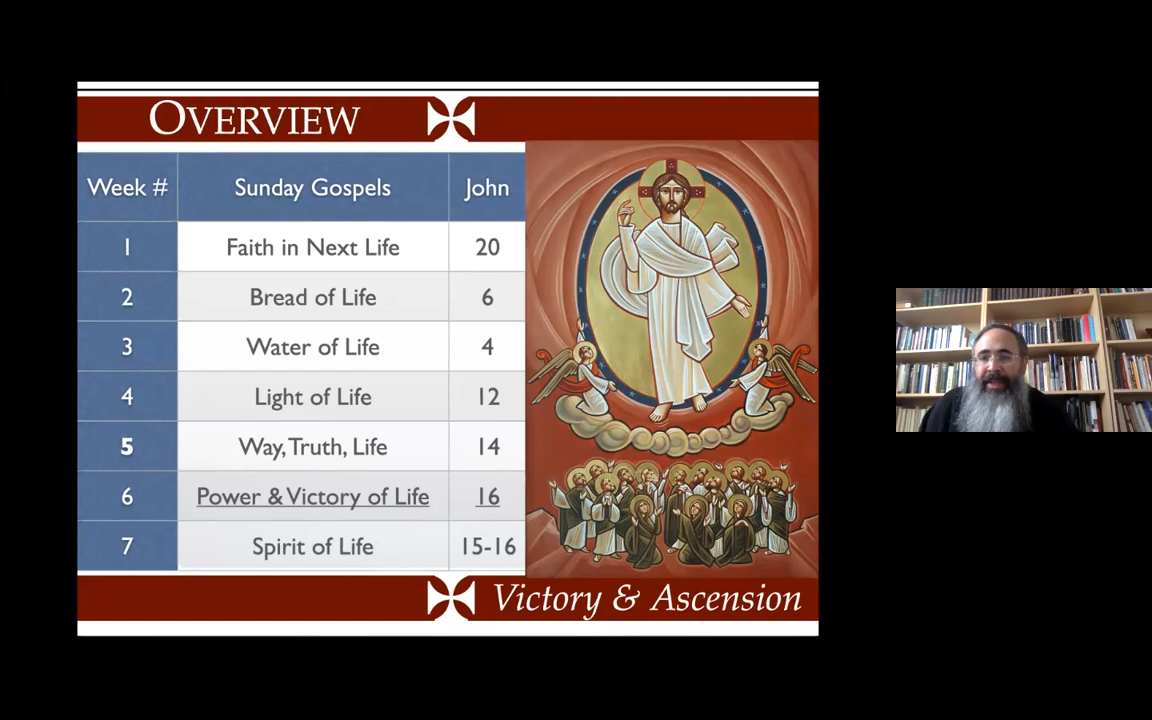 OVERVIEW
Week # Sunday Gospels John
1 Faith in Next Life 20
2 Bread of Life 6
3 Water of Life 4
4 Light of Life 12
5 Way, Truth, Life 14
6 Power & Victory of Life 16
7 Spirit of Life 15-16
Victory & Ascension